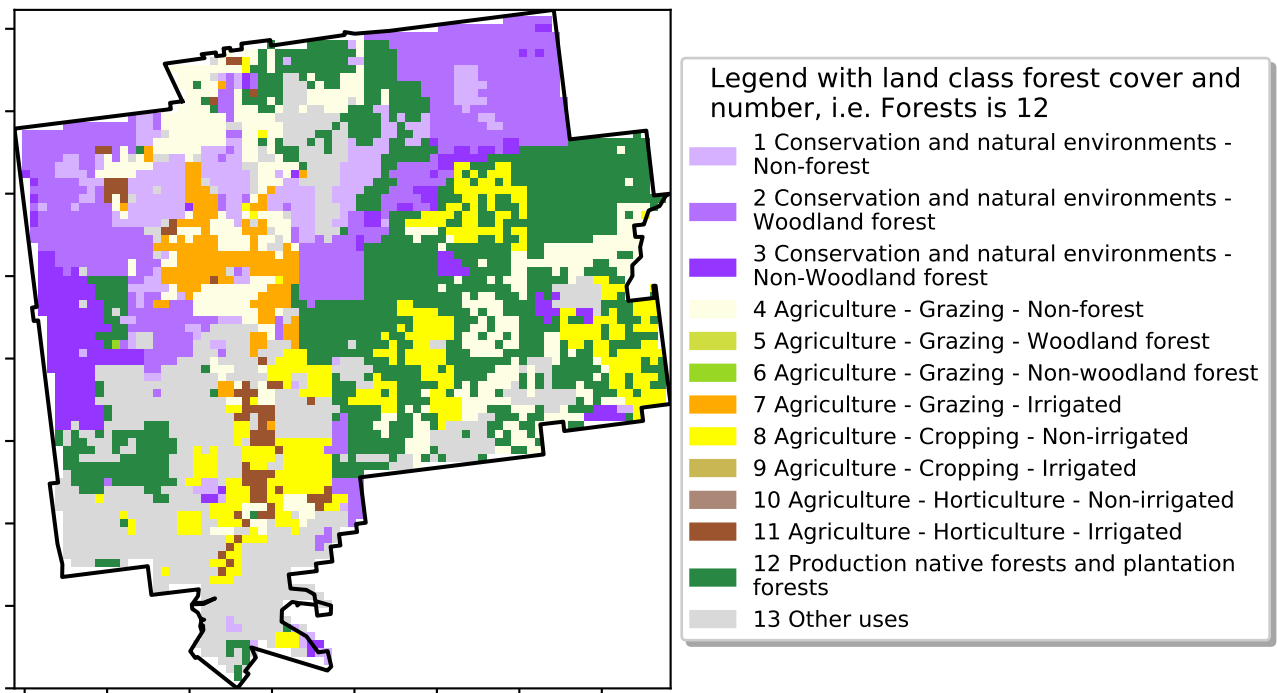 Legend with land class forest cover and
number, i.e. Forests is 12
1 Conservation and natural environments -
Non-forest
2 Conservation and natural environments -
Woodland forest
3 Conservation and natural environments -
Non-Woodland forest
4 Agriculture - Grazing - Non-forest
5 Agriculture - Grazing - Woodland forest
6 Agriculture - Grazing - Non-woodland forest
7 Agriculture - Grazing - Irrigated
8 Agriculture - Cropping - Non-irrigated
9 Agriculture - Cropping - Irrigated
10 Agriculture - Horticulture - Non-irrigated
11 Agriculture - Horticulture - Irrigated
12 Production native forests and plantation
forests
13 Other uses